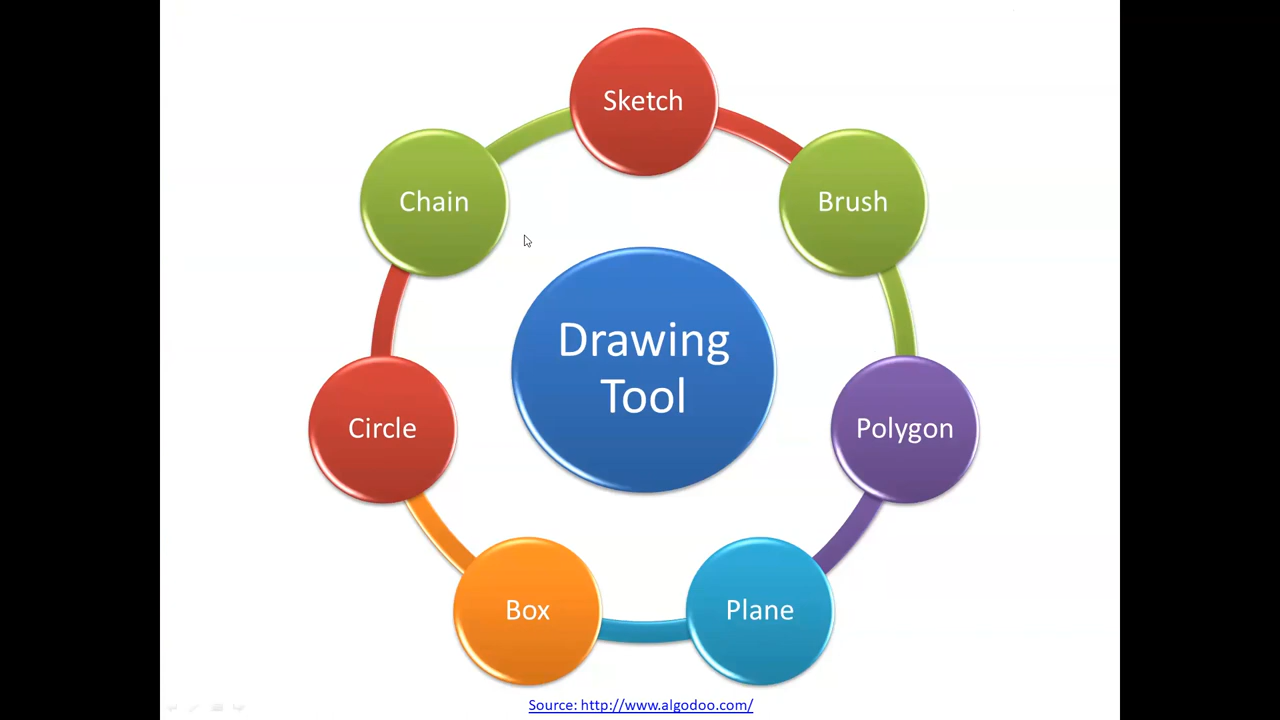 Sketch
Chain
Brush
Drawing
Tool
Circle
Polygon
Box
Plane
Source: http://www.algodoo.com/